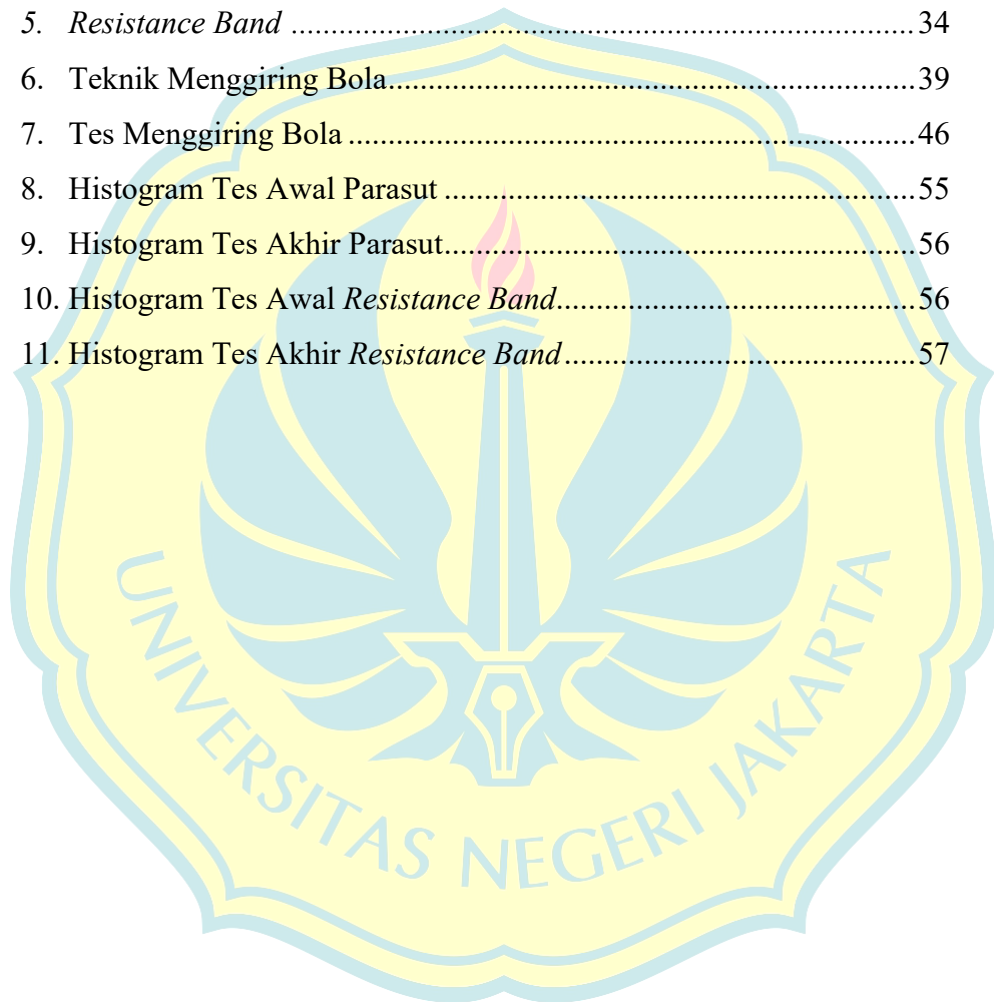 5. Resistance Band ........................................................................................ 34
6. Teknik Menggiring Bola.......................................................................... 39
7. Tes Menggiring Bola ................................................................................ 46
8. Histogram Tes Awal Parasut ................................................................... 55
9. Histogram Tes Akhir Parasut................................................................... 56
10. Histogram Tes Awal Resistance Band.................................................... 56
11. Histogram Tes Akhir Resistance Band................................................... 57
UNIVERSITAS NEGERI JAKARTA